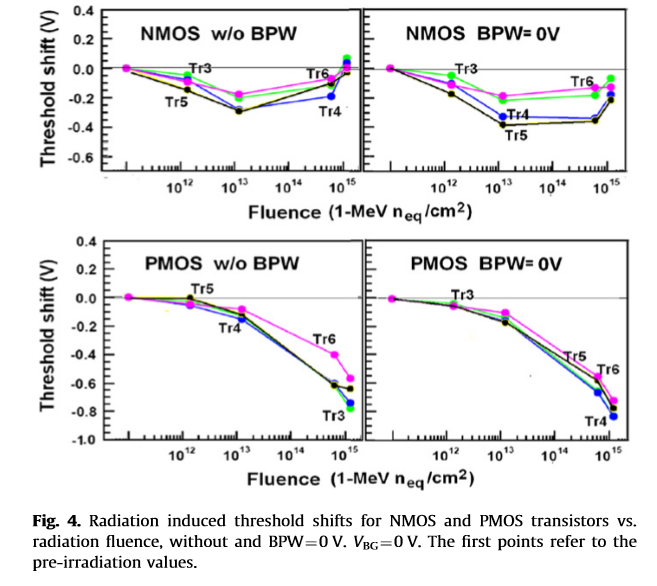 NMOS w/o BPW
NMOS BPW= 0V
Threshold shift (V)
0.4
0.2
0.0
-0.2
-0.4
-0.6
Tr3
Tr5
Tr6
Tr4
Tr3
Tr6
Tr4
Tr5
10¹² 10¹³ 10¹⁴ 10¹⁵
10¹² 10¹³ 10¹⁴ 10¹⁵
Fluence (1-MeV neq/cm²)
PMOS w/o BPW
PMOS BPW= 0V
Threshold shift (V)
0.4
0.2
0.0
-0.2
-0.4
-0.6
-0.8
-1.0
Tr5
Tr4
Tr6
Tr3
Tr3
Tr5
Tr6
Tr4
10¹² 10¹³ 10¹⁴ 10¹⁵
10¹² 10¹³ 10¹⁴ 10¹⁵
Fluence (1-MeV neq/cm²)
Fig. 4. Radiation induced threshold shifts for NMOS and PMOS transistors vs.
radiation fluence, without and BPW=0 V. VBG=0 V. The first points refer to the
pre-irradiation values.